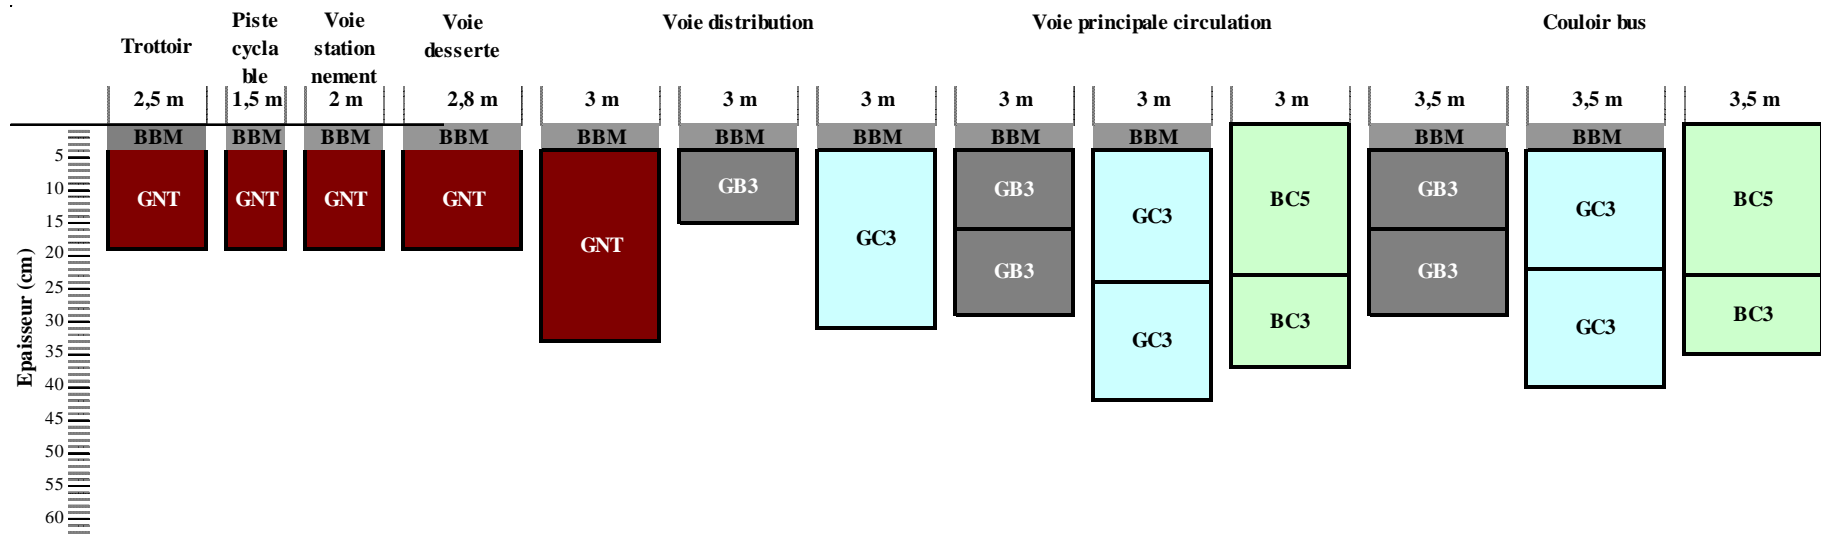 Trottoir
Piste
cycla
ble
Voie
station
nement
Voie
desserte
Voie distribution
Voie principale circulation
Couloir bus
2,5 m 1,5 m 2 m 2,8 m 3 m 3 m 3 m 3 m 3 m 3 m 3,5 m 3,5 m 3,5 m
BBM BBM BBM BBM BBM BBM BBM BBM BBM BBM BBM
GNT GNT GNT GNT GNT GB3 GC3 GB3 GC3 BC5 GB3 GC3 BC5
GB3 GC3 BC3 GB3 GC3 BC3
Epaisseur (cm)
5
10
15
20
25
30
35
40
45
50
55
60